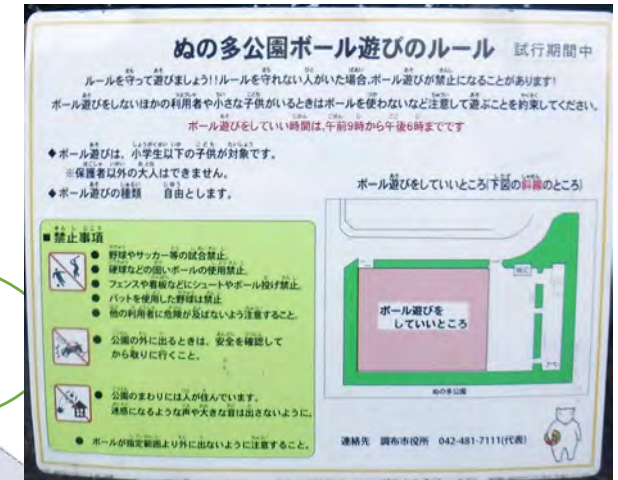 ぬの多公園ボール遊びのルール 試行期間中
ルールを守って遊びましょう!!ルールを守れない人がいた場合、ボール遊びが禁止になることがあります!
ボール遊びをしないほかの利用者や小さな子供がいるときはボールを使わないなど注意して遊ぶことを約束してください。
ボール遊びをしていい時間は、午前9時から午後6時までです
◆ボール遊びは、小学生以下の子供が対象です。
※保護者以外の大人はできません。
◆ボール遊びの種類 自由とします。
ボール遊びをしていいところ(下図の斜線のところ)
■禁止事項
● 野球やサッカー等の試合禁止
● 硬球などの固いボールの使用禁止
● フェンスや看板などにシュートやボール投げ禁止
● バットを使用した野球は禁止
● 他の利用者に危険が及ばないよう注意すること。
● 公園の外に出るときは、安全を確認して
から取りに行くこと。
● 公園のまわりには人が住んでいます。
迷惑になるような声や大きな音は出さないように。
● ボールが指定範囲より外に出ないように注意すること。
ボール遊びを
していいところ
ぬの多公園
連絡先 調布市役所 042-481-7111(代表)